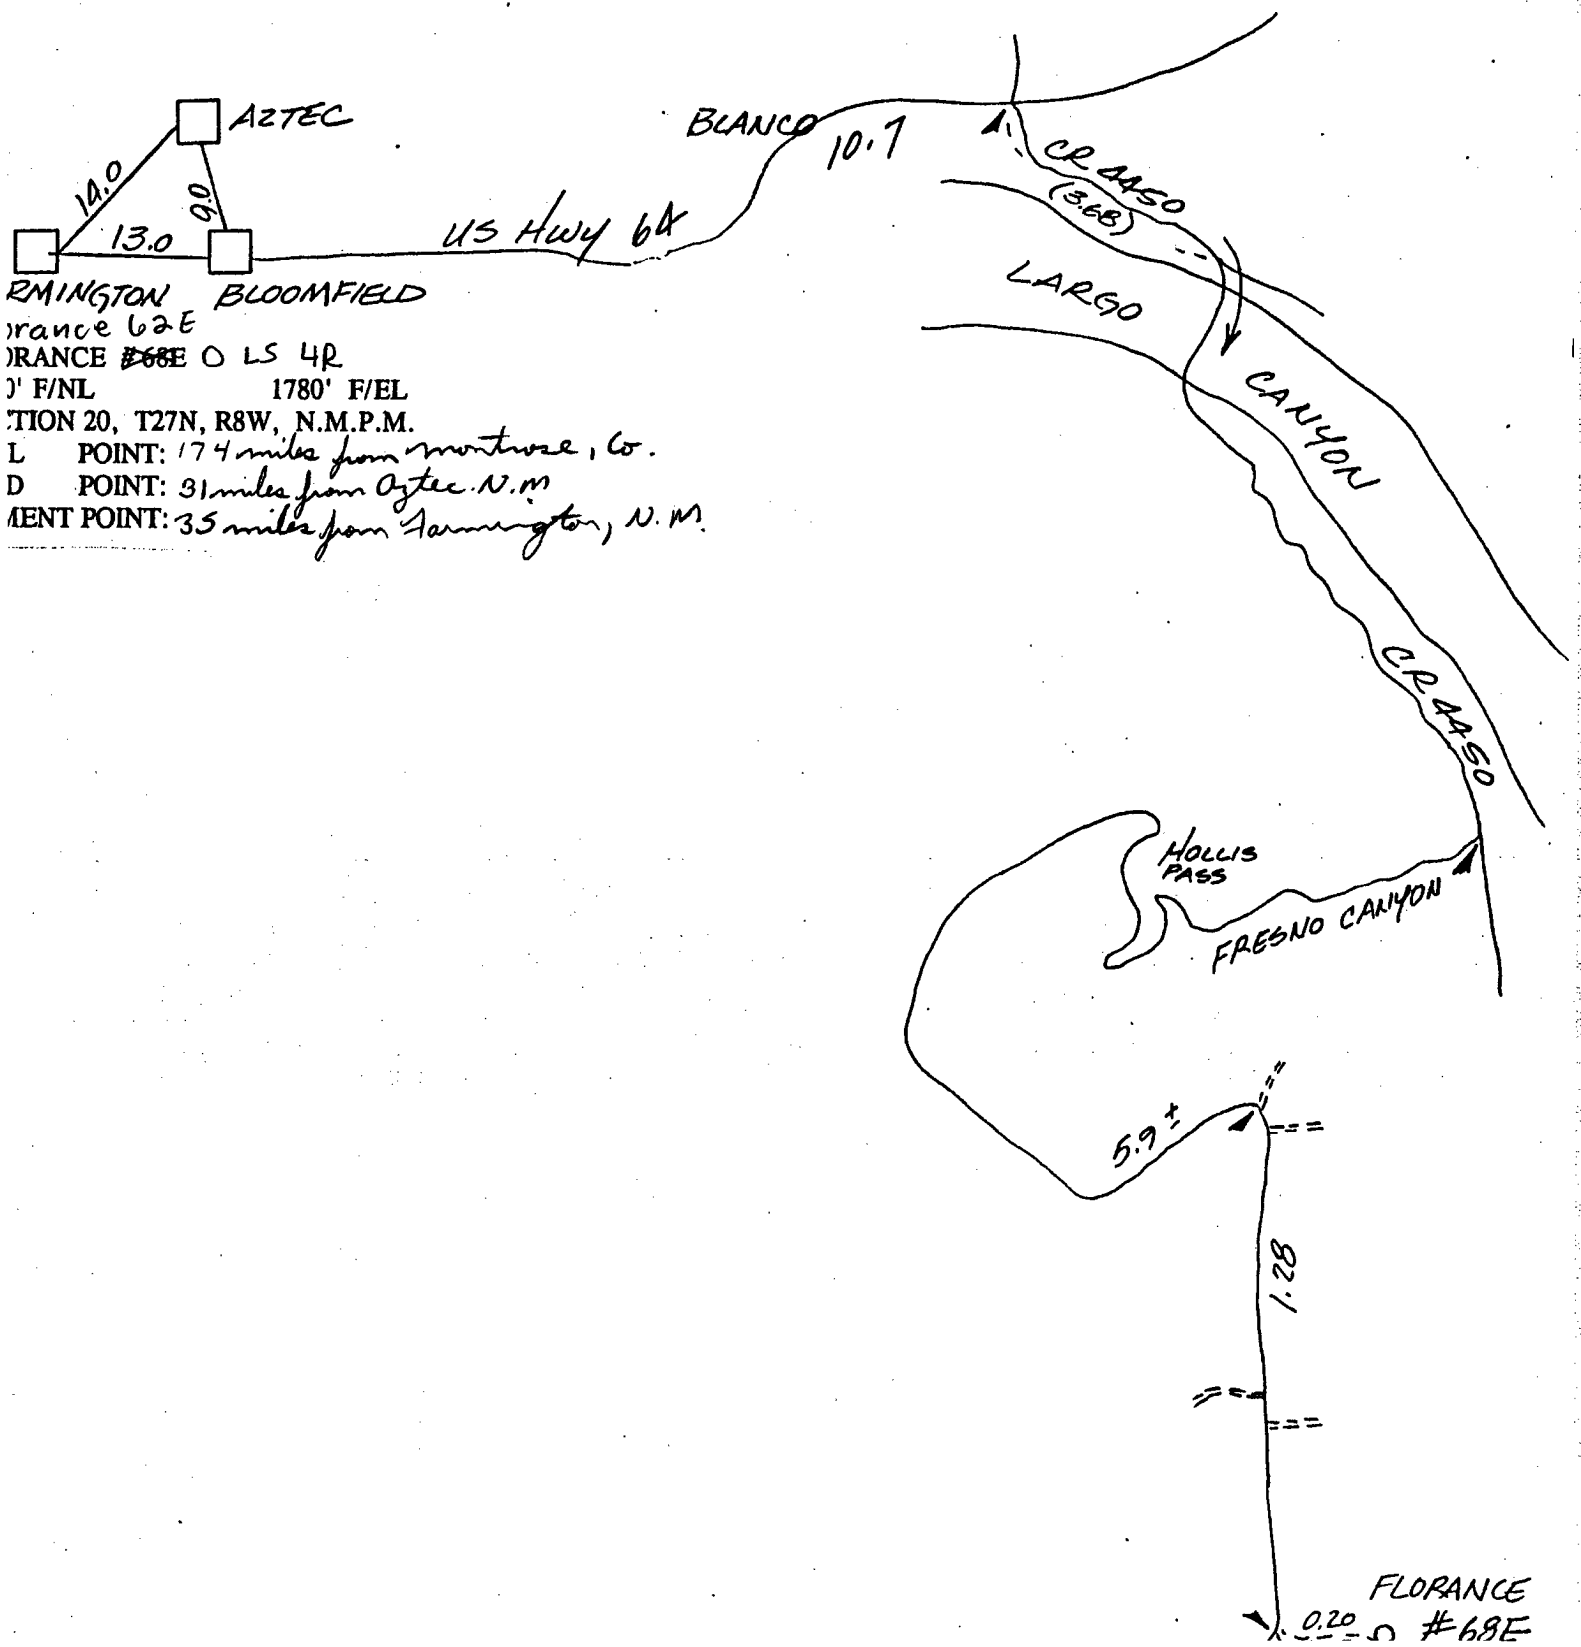 AZTEC
14.0
9.0
13.0
RMINGTON BLOOMFIELD
US HWY 64
BLANCO
10.7
CR 4450
(3.68)
LARGO
CANYON
CR 4450
rance 62E
ORANCE #68E O LS 4R
0' F/NL 1780' F/EL
TION 20, T27N, R8W, N.M.P.M.
L POINT: 174 miles from Montrose, Co.
D POINT: 31 miles from Aztec N.M
MENT POINT: 35 miles from Farmington, N.M.
HOLLIS
PASS
FRESNO CANYON
5.9 ±
1.28
FLORANCE
0.20 #68E